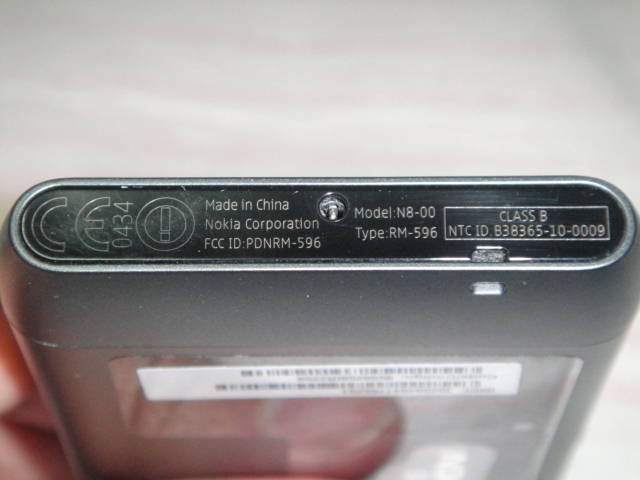 CE
0434
Made in China
Nokia Corporation
FCC ID:PDNRM-596
Model:N8-00
Type:RM-596
CLASS B
NTC ID.B38365-10-0009